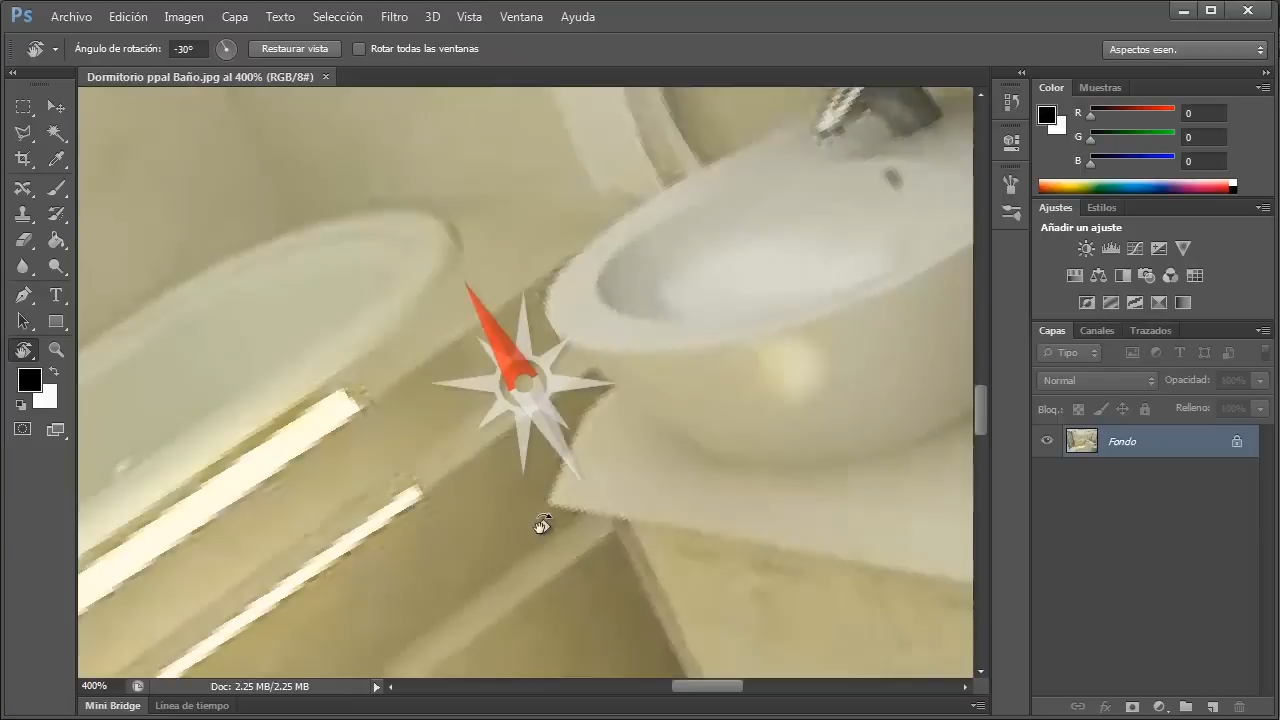 Ps Archivo Edición Imagen Capa Texto Selección Filtro 3D Vista Ventana Ayuda
Ángulo de rotación: -30º Restaurar vista Rotar todas las ventanas Aspectos esen.
Dormitorio ppal Baño.jpg al 400% (RGB/8#)
Color Muestras
R 0
G 0
B 0
Ajustes Estilos
Añadir un ajuste
Capas Canales Trazados
Tipo
Normal Opacidad: 100%
Bloq.: Relleno: 100%
Fondo
400% Doc: 2.25 MB/2.25 MB
Mini Bridge Línea de tiempo